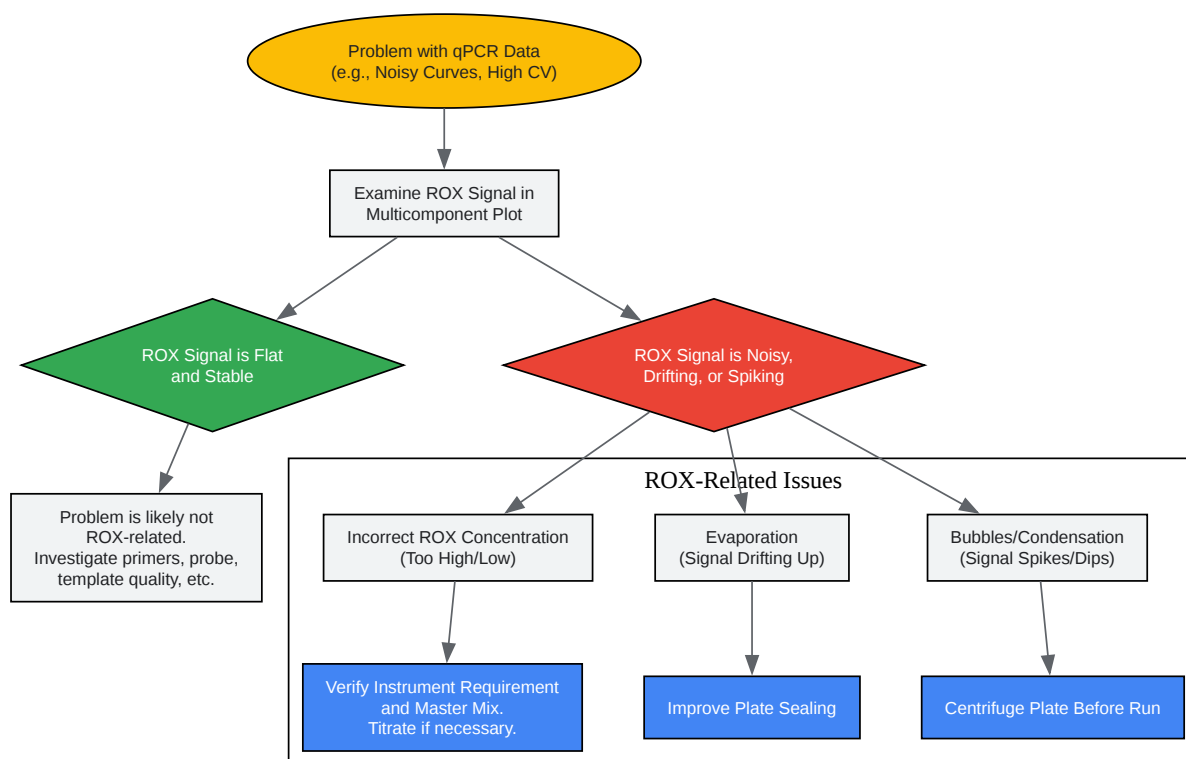 Problem with qPCR Data
(e.g., Noisy Curves, High CV)
Examine ROX Signal in
Multicomponent Plot
ROX Signal is Flat
and Stable
ROX Signal is Noisy,
Drifting, or Spiking
ROX-Related Issues
Problem is likely not
ROX-related.
Investigate primers, probe,
template quality, etc.
Incorrect ROX Concentration
(Too High/Low)
Evaporation
(Signal Drifting Up)
Bubbles/Condensation
(Signal Spikes/Dips)
Verify Instrument Requirement
and Master Mix.
Titrate if necessary.
Improve Plate Sealing
Centrifuge Plate Before Run